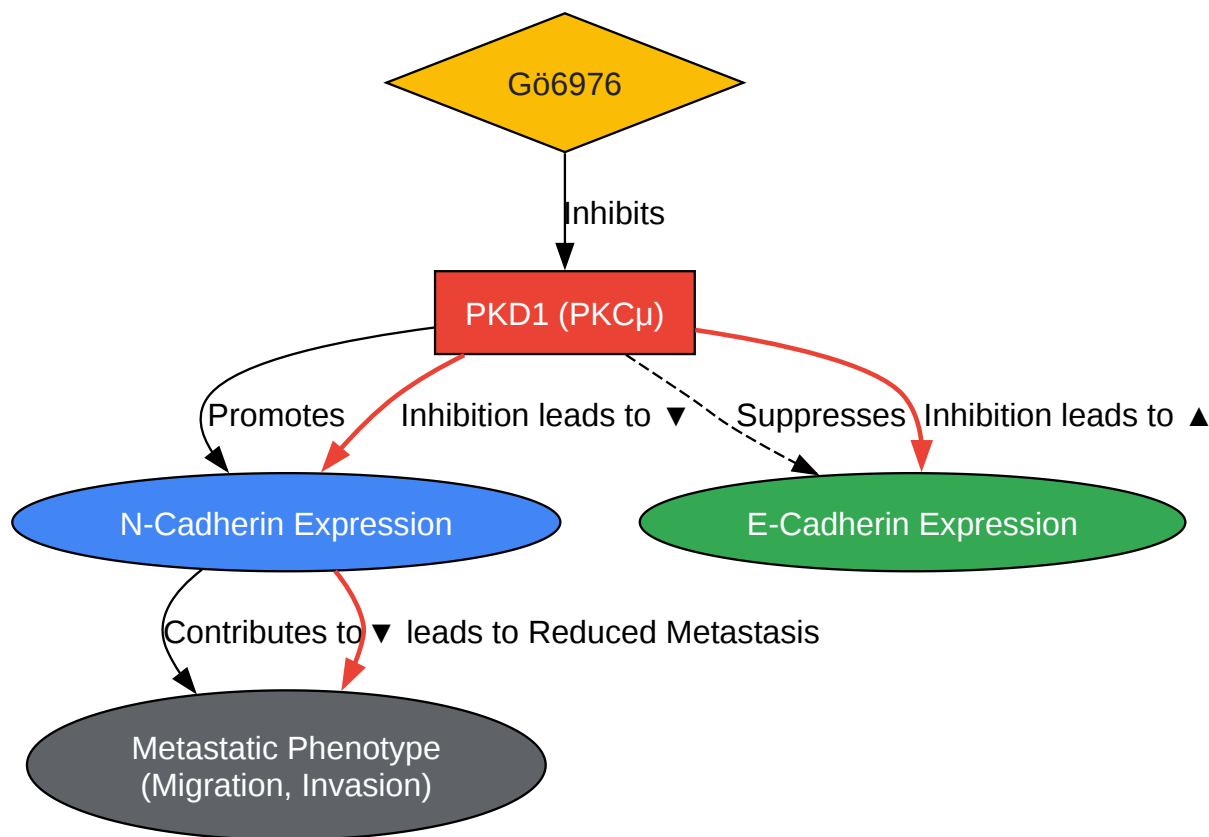 Gö6976
Inhibits
PKD1 (PKCμ)
Promotes
Inhibition leads to ▼
Suppresses
Inhibition leads to ▲
N-Cadherin Expression
E-Cadherin Expression
Contributes to
▼ leads to Reduced Metastasis
Metastatic Phenotype
(Migration, Invasion)